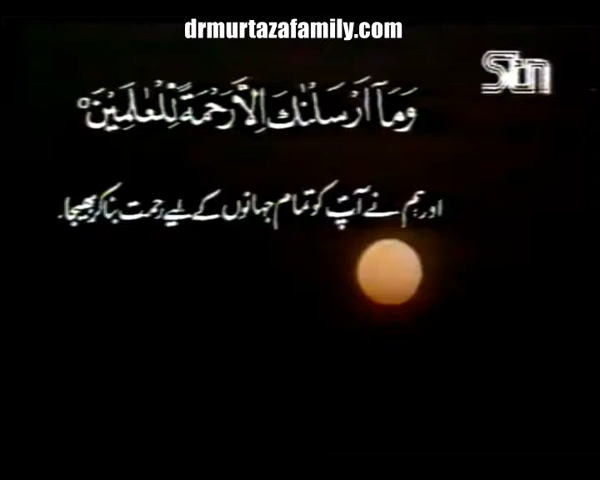 drmurtazafamily.com
Stn
وَمَآ اَرْسَلْنٰكَ اِلَّا رَحْمَةً لِّلْعٰلَمِيْنَ
اور ہم نے آپؐ کو تمام جہانوں کے لیے رحمت بنا کر بھیجا۔